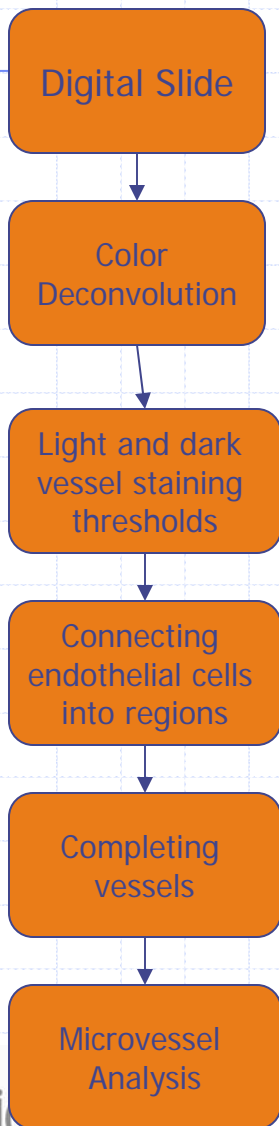 Digital Slide
Color
Deconvolution
Light and dark
vessel staining
thresholds
Connecting
endothelial cells
into regions
Completing
vessels
Microvessel
Analysis